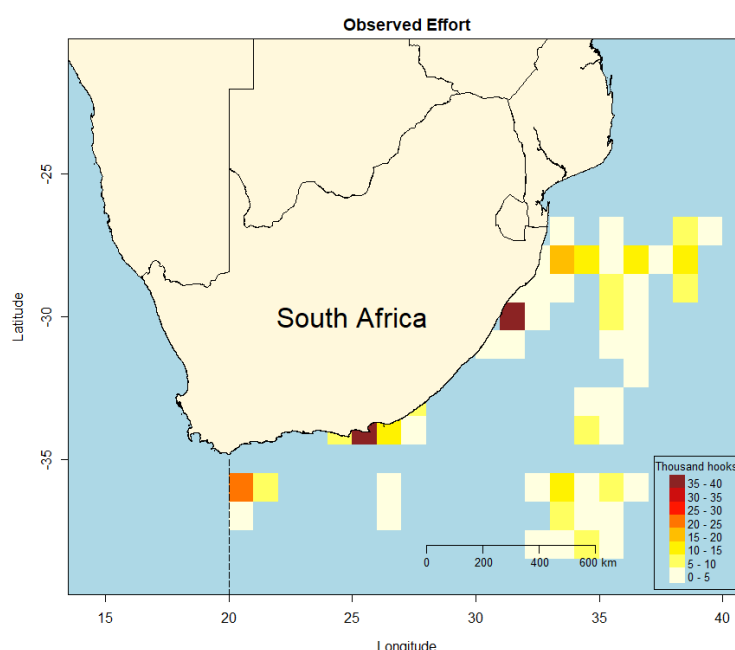 Observed Effort
-25
-30
-35
Latitude
South Africa
Thousand hooks
35 - 40
30 - 35
25 - 30
20 - 25
15 - 20
10 - 15
5 - 10
0 - 5
0 200 400 600 km
15 20 25 30 35 40
Longitude